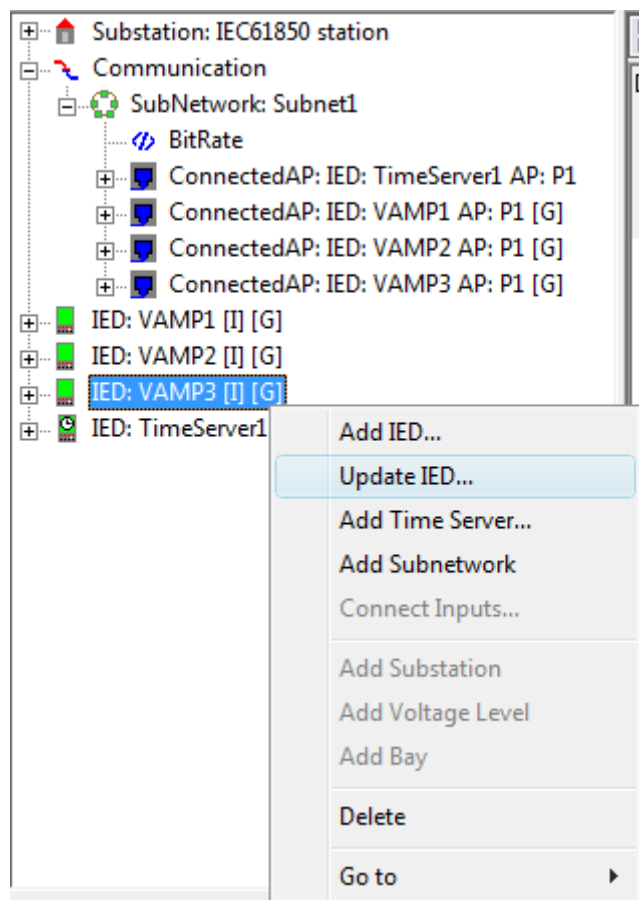 Substation: IEC61850 station
Communication
SubNetwork: Subnet1
BitRate
ConnectedAP: IED: TimeServer1 AP: P1
ConnectedAP: IED: VAMP1 AP: P1 [G]
ConnectedAP: IED: VAMP2 AP: P1 [G]
ConnectedAP: IED: VAMP3 AP: P1 [G]
IED: VAMP1 [I] [G]
IED: VAMP2 [I] [G]
IED: VAMP3 [I] [G]
IED: TimeServer1
Add IED...
Update IED...
Add Time Server...
Add Subnetwork
Connect Inputs...
Add Substation
Add Voltage Level
Add Bay
Delete
Go to